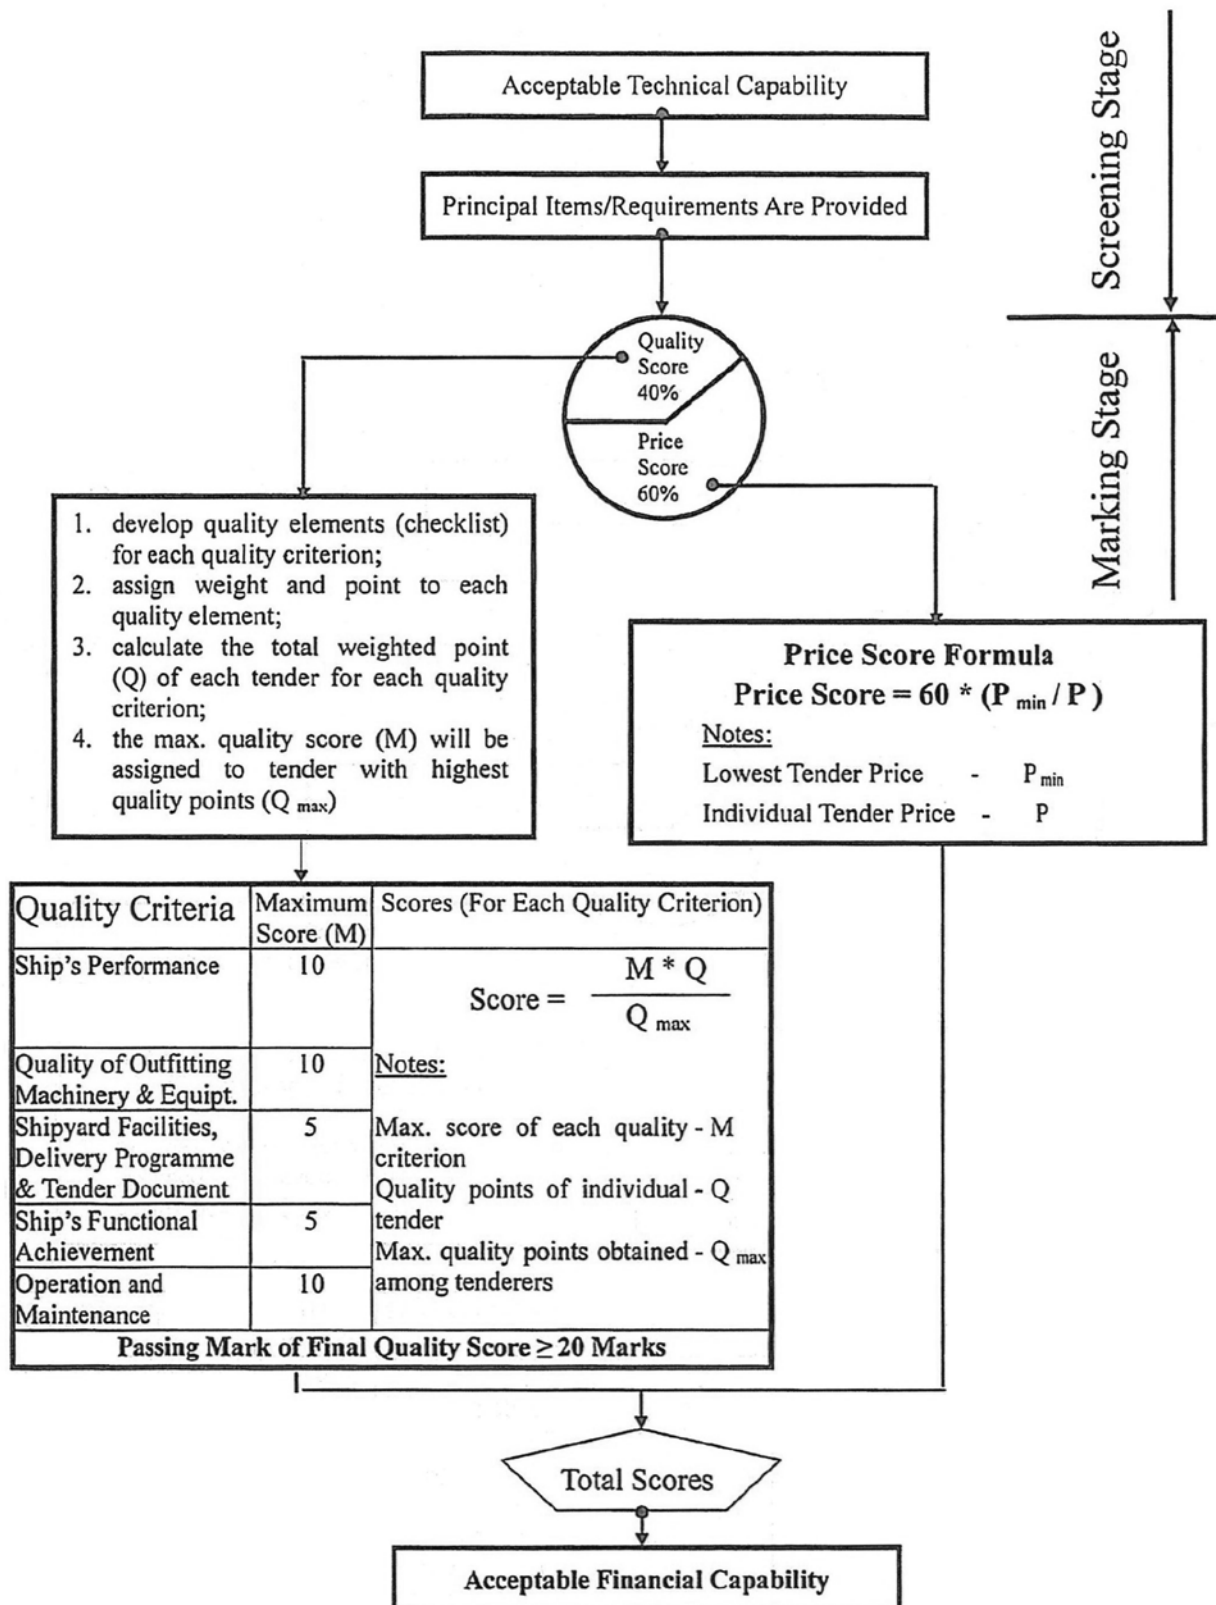 Acceptable Technical Capability
Principal Items/Requirements Are Provided
Screening Stage
Marking Stage
Quality
Score
40%
Price
Score
60%
1. develop quality elements (checklist)
for each quality criterion;
2. assign weight and point to each
quality element;
3. calculate the total weighted point
(Q) of each tender for each quality
criterion;
4. the max. quality score (M) will be
assigned to tender with highest
quality points (Q max)
Price Score Formula
Price Score = 60 * (P min / P )
Notes:
Lowest Tender Price - P min
Individual Tender Price - P
Quality Criteria
Maximum
Score (M)
Scores (For Each Quality Criterion)
Ship's Performance
10
Score = M * Q
Q max
Quality of Outfitting
Machinery & Equipt.
10
Notes:
Shipyard Facilities,
Delivery Programme
& Tender Document
5
Max. score of each quality - M
criterion
Quality points of individual - Q
tender
Max. quality points obtained - Q max
among tenderers
Ship's Functional
Achievement
5
Operation and
Maintenance
10
Passing Mark of Final Quality Score ≥ 20 Marks
Total Scores
Acceptable Financial Capability